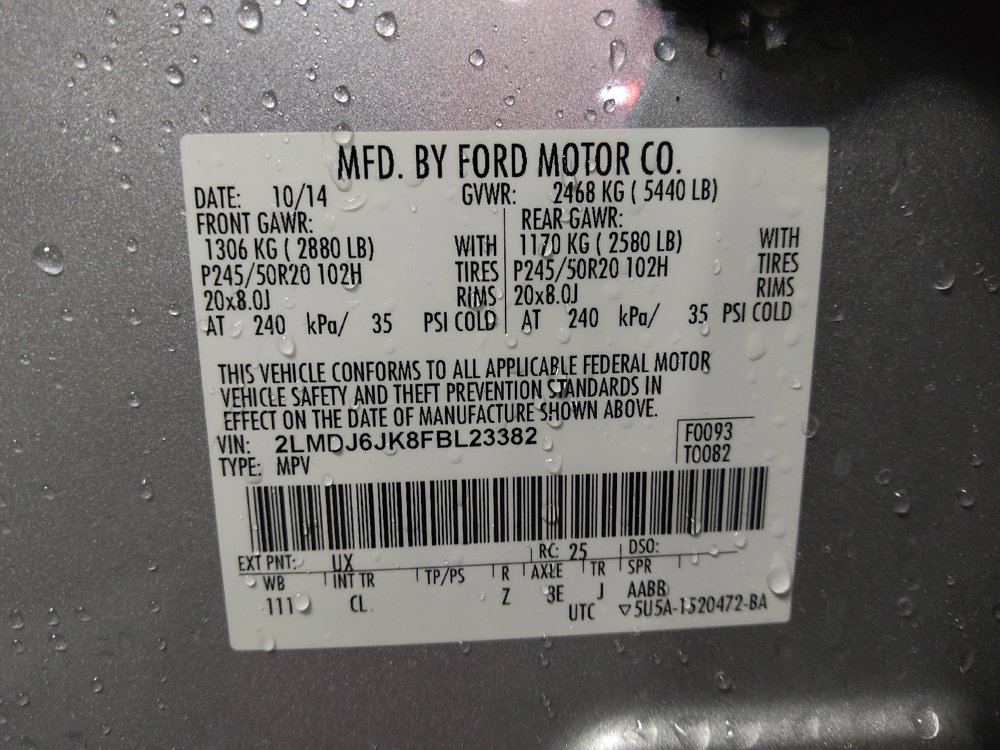 MFD. BY FORD MOTOR CO.
DATE: 10/14 GVWR: 2468 KG ( 5440 LB)
FRONT GAWR: REAR GAWR:
1306 KG ( 2880 LB) WITH 1170 KG ( 2580 LB) WITH
P245/50R20 102H TIRES P245/50R20 102H TIRES
20x8.0J RIMS 20x8.0J RIMS
AT 240 kPa/ 35 PSI COLD AT 240 kPa/ 35 PSI COLD
THIS VEHICLE CONFORMS TO ALL APPLICABLE FEDERAL MOTOR
VEHICLE SAFETY AND THEFT PREVENTION STANDARDS IN
EFFECT ON THE DATE OF MANUFACTURE SHOWN ABOVE.
VIN: 2LMDJ6JK8FBL23382 F0093
TYPE: MPV T0082
EXT PNT: UX RC: 25 DSO:
WB INT TR TP/PS R AXLE TR SPR
111 CL Z 3E J AABB
UTC ▽5U5A-1520472-BA